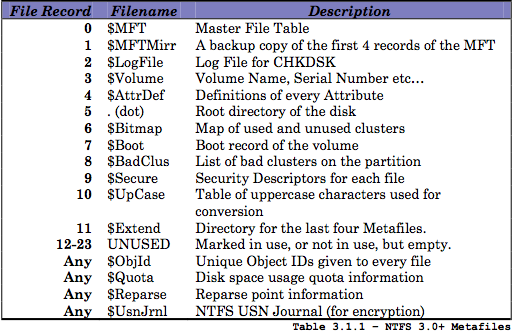 File Record Filename Description
0 $MFT Master File Table
1 $MFTMirr A backup copy of the first 4 records of the MFT
2 $LogFile Log File for CHKDSK
3 $Volume Volume Name, Serial Number etc…
4 $AttrDef Definitions of every Attribute
5 . (dot) Root directory of the disk
6 $Bitmap Map of used and unused clusters
7 $Boot Boot record of the volume
8 $BadClus List of bad clusters on the partition
9 $Secure Security Descriptors for each file
10 $UpCase Table of uppercase characters used for
conversion
11 $Extend Directory for the last four Metafiles.
12-23 UNUSED Marked in use, or not in use, but empty.
Any $ObjId Unique Object IDs given to every file
Any $Quota Disk space usage quota information
Any $Reparse Reparse point information
Any $UsnJrnl NTFS USN Journal (for encryption)
Table 3.1.1 – NTFS 3.0+ Metafiles